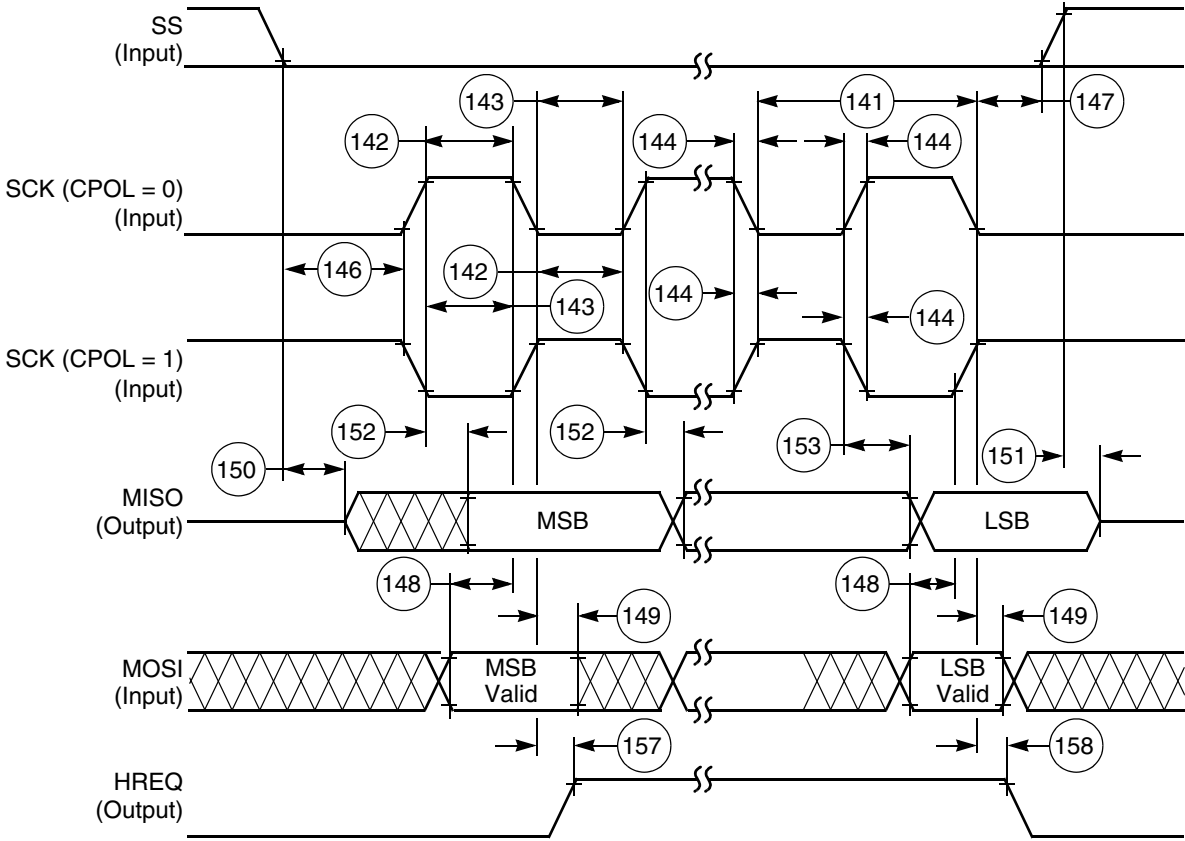 SS
(Input)
143
141
147
142
144
144
SCK (CPOL = 0)
(Input)
146
142
143
144
144
SCK (CPOL = 1)
(Input)
152
152
153
151
150
MISO
(Output)
MSB
LSB
148
148
149
149
MOSI
(Input)
MSB
Valid
LSB
Valid
157
158
HREQ
(Output)